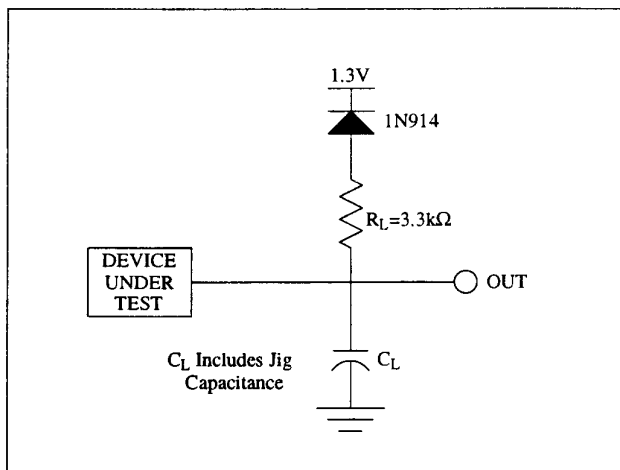 1.3V
1N914
R_L=3.3kΩ
DEVICE
UNDER
TEST
OUT
C_L Includes Jig
Capacitance
C_L